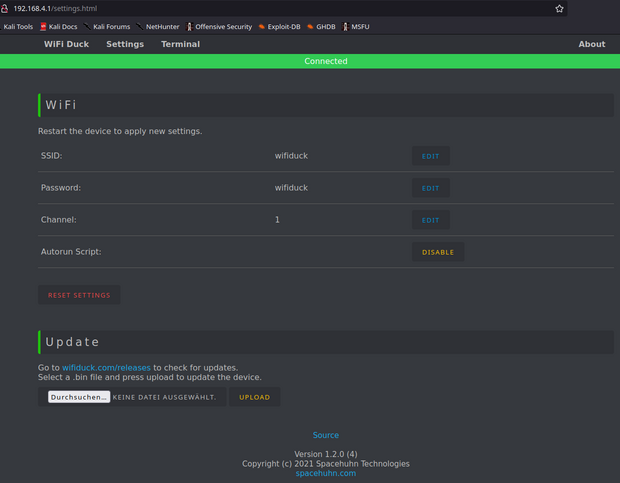 192.168.4.1/settings.html
Kali Tools Kali Docs Kali Forums NetHunter Offensive Security Exploit-DB GHDB MSFU
WiFi Duck Settings Terminal About
Connected
WiFi
Restart the device to apply new settings.
SSID: wifiduck EDIT
Password: wifiduck EDIT
Channel: 1 EDIT
Autorun Script: DISABLE
RESET SETTINGS
Update
Go to wifiduck.com/releases to check for updates.
Select a .bin file and press upload to update the device.
Durchsuchen... KEINE DATEI AUSGEWÄHLT. UPLOAD
Source
Version 1.2.0 (4)
Copyright (c) 2021 Spacehuhn Technologies
spacehuhn.com